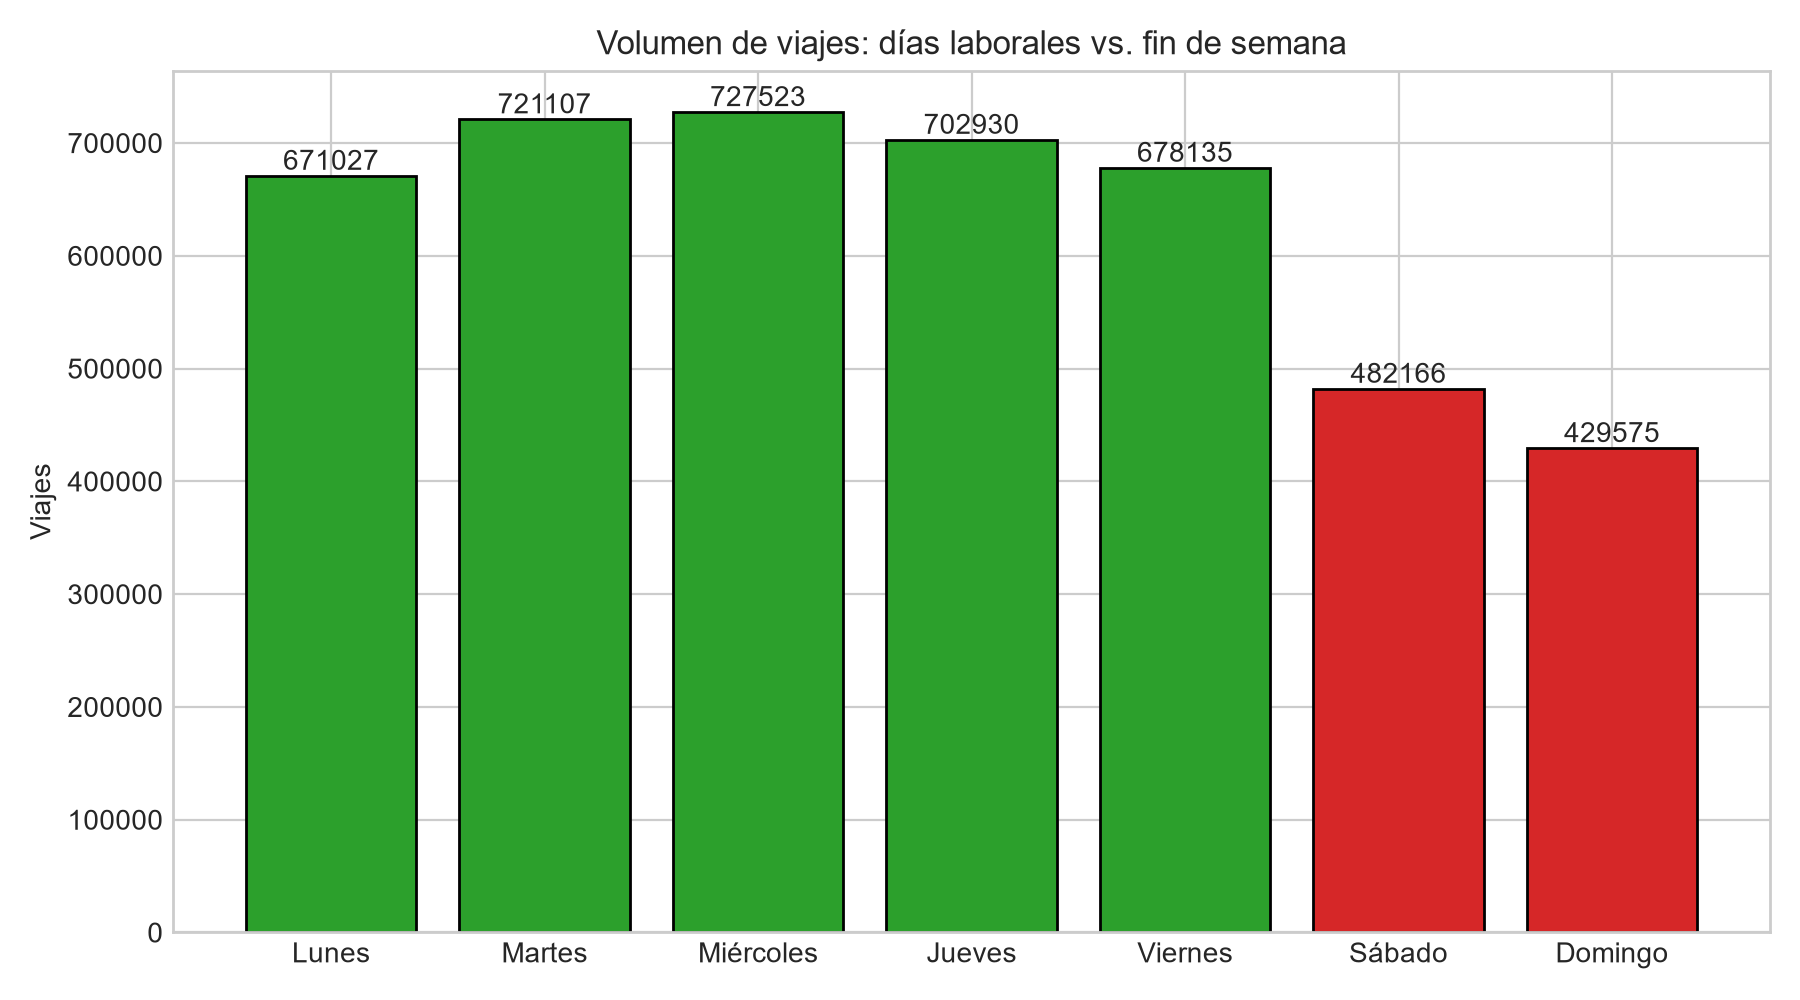 Volumen de viajes: días laborales vs. fin de semana
Viajes
700000
600000
500000
400000
300000
200000
100000
0
671027
721107
727523
702930
678135
482166
429575
Lunes
Martes
Miércoles
Jueves
Viernes
Sábado
Domingo